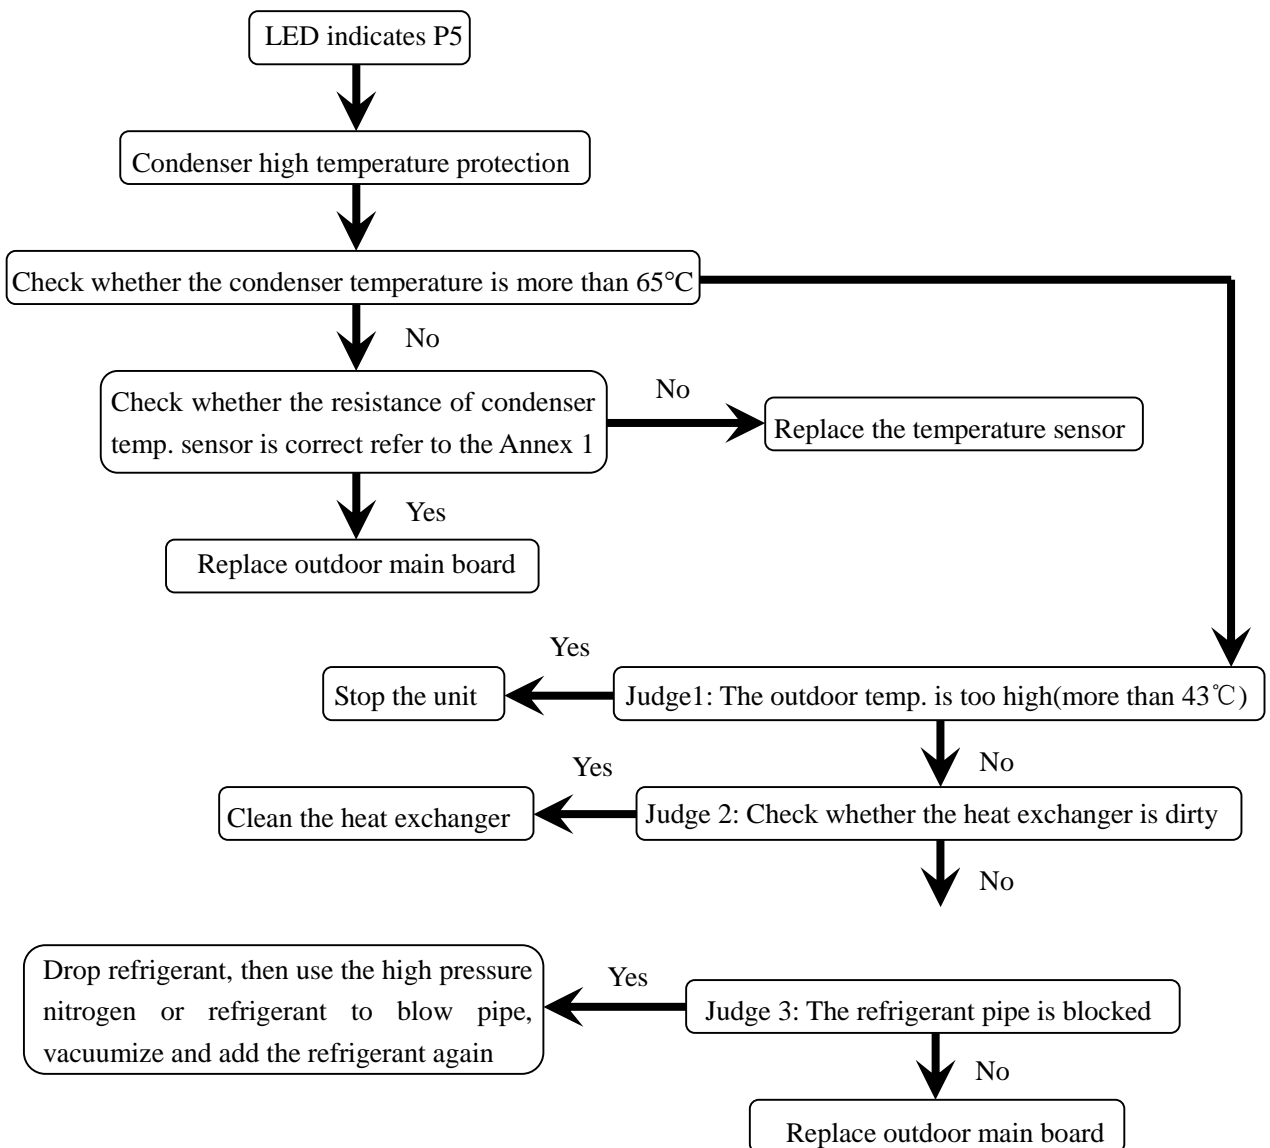 LED indicates P5
Condenser high temperature protection
Check whether the condenser temperature is more than 65°C
No
Check whether the resistance of condenser
temp. sensor is correct refer to the Annex 1
No
Replace the temperature sensor
Yes
Replace outdoor main board
Yes
Stop the unit
Judge1: The outdoor temp. is too high(more than 43℃)
No
Yes
Clean the heat exchanger
Judge 2: Check whether the heat exchanger is dirty
No
Drop refrigerant, then use the high pressure
nitrogen or refrigerant to blow pipe,
vacuumize and add the refrigerant again
Yes
Judge 3: The refrigerant pipe is blocked
No
Replace outdoor main board